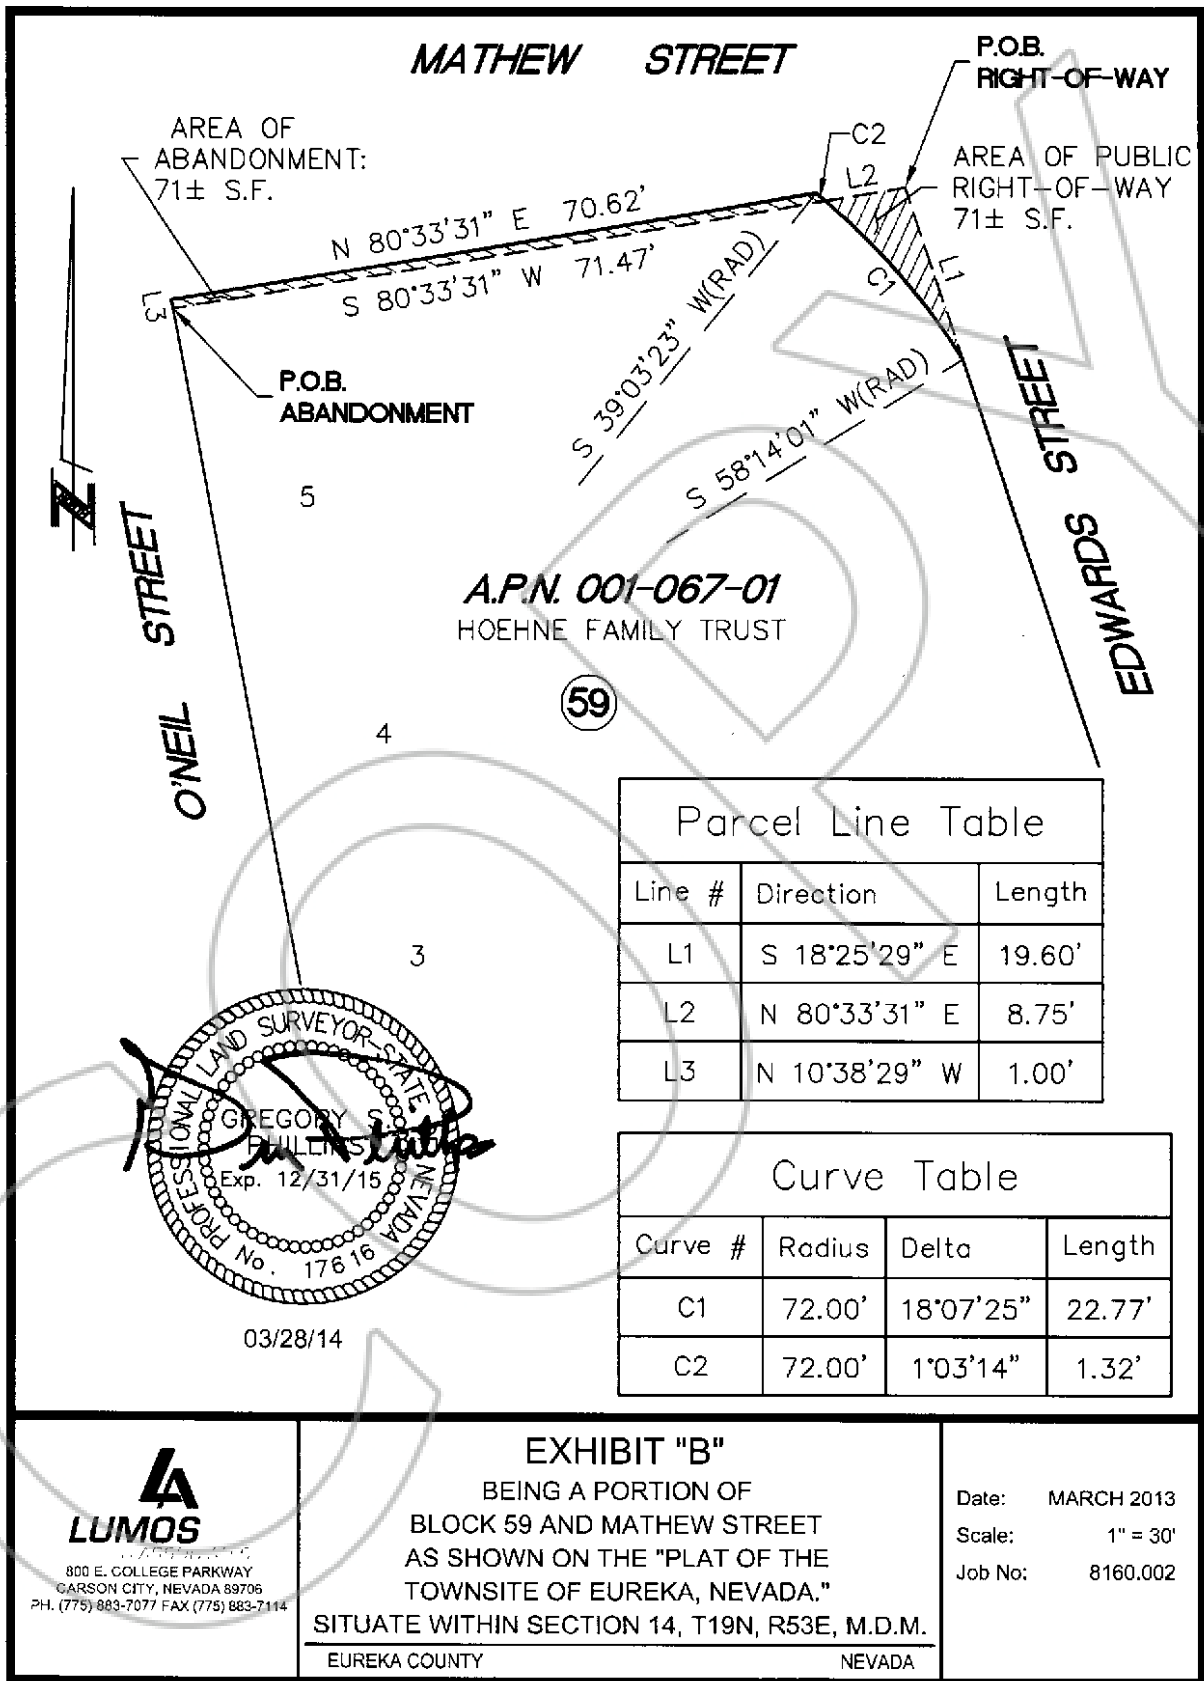 MATHEW STREET
P.O.B.
RIGHT-OF-WAY
AREA OF
ABANDONMENT:
71± S.F.
C2
L2
AREA OF PUBLIC
RIGHT-OF-WAY
71± S.F.
N 80°33'31" E 70.62'
S 80°33'31" W 71.47'
L3
C1
L1
S 39°03'23" W(RAD)
S 58°14'01" W(RAD)
P.O.B.
ABANDONMENT
O'NEIL STREET
EDWARDS STREET
5
A.P.N. 001-067-01
HOEHNE FAMILY TRUST
59
4
3
Parcel Line Table
Line # Direction Length
L1 S 18°25'29" E 19.60'
L2 N 80°33'31" E 8.75'
L3 N 10°38'29" W 1.00'
PROFESSIONAL LAND SURVEYOR-STATE NEVADA
GREGORY S.
PHILLIPS
Exp. 12/31/15
No. 17616
03/28/14
Curve Table
Curve # Radius Delta Length
C1 72.00' 18°07'25" 22.77'
C2 72.00' 1°03'14" 1.32'
LA
LUMOS
800 E. COLLEGE PARKWAY
CARSON CITY, NEVADA 89706
PH. (775) 883-7077 FAX (775) 883-7114
EXHIBIT "B"
BEING A PORTION OF
BLOCK 59 AND MATHEW STREET
AS SHOWN ON THE "PLAT OF THE
TOWNSITE OF EUREKA, NEVADA."
SITUATE WITHIN SECTION 14, T19N, R53E, M.D.M.
EUREKA COUNTY NEVADA
Date: MARCH 2013
Scale: 1" = 30'
Job No: 8160.002
COPY